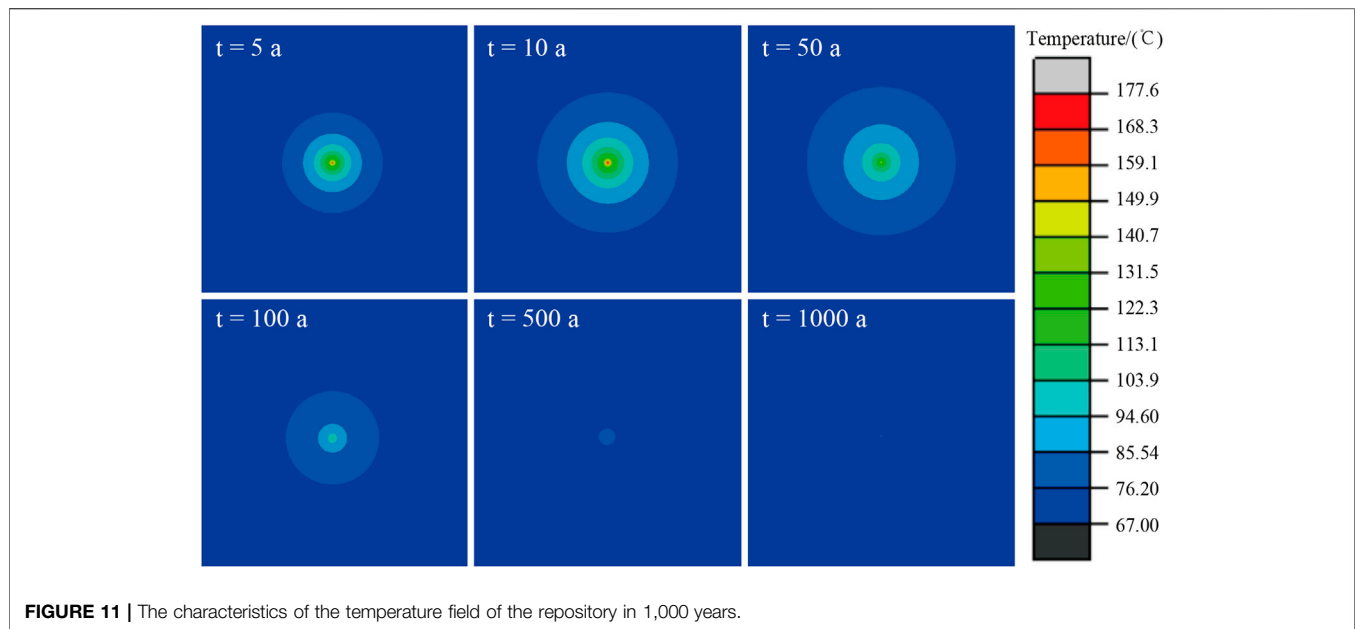 t = 5 a
t = 10 a
t = 50 a
Temperature/(℃)
177.6
168.3
159.1
149.9
140.7
131.5
122.3
113.1
103.9
94.60
85.54
76.20
67.00
t = 100 a
t = 500 a
t = 1000 a
FIGURE 11 | The characteristics of the temperature field of the repository in 1,000 years.